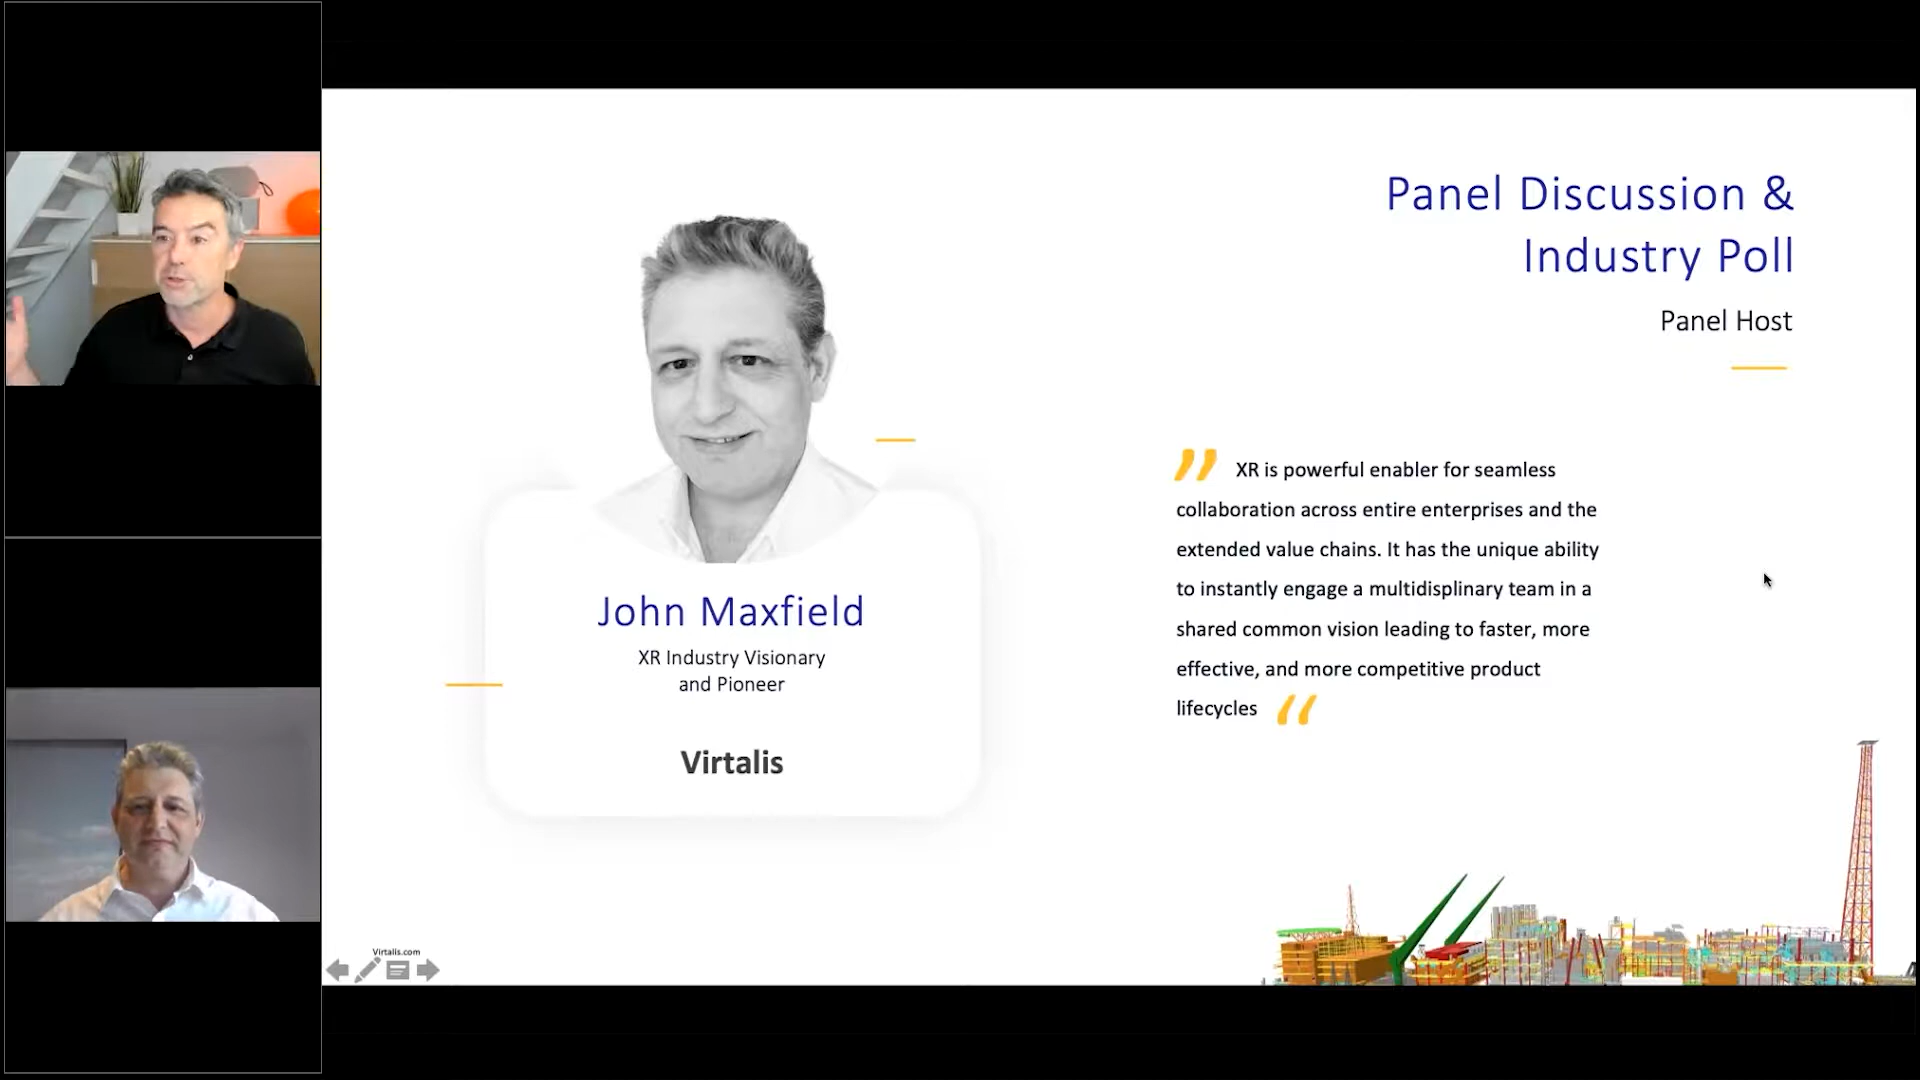 Panel Discussion &
Industry Poll
Panel Host
John Maxfield
XR Industry Visionary
and Pioneer
Virtalis
” XR is powerful enabler for seamless
collaboration across entire enterprises and the
extended value chains. It has the unique ability
to instantly engage a multidisplinary team in a
shared common vision leading to faster, more
effective, and more competitive product
lifecycles “
Virtalis.com